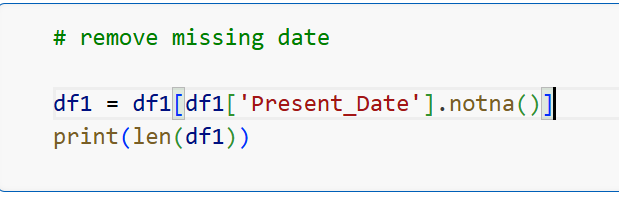 # remove missing date
df1 = df1[df1['Present_Date'].notna()]
print(len(df1))